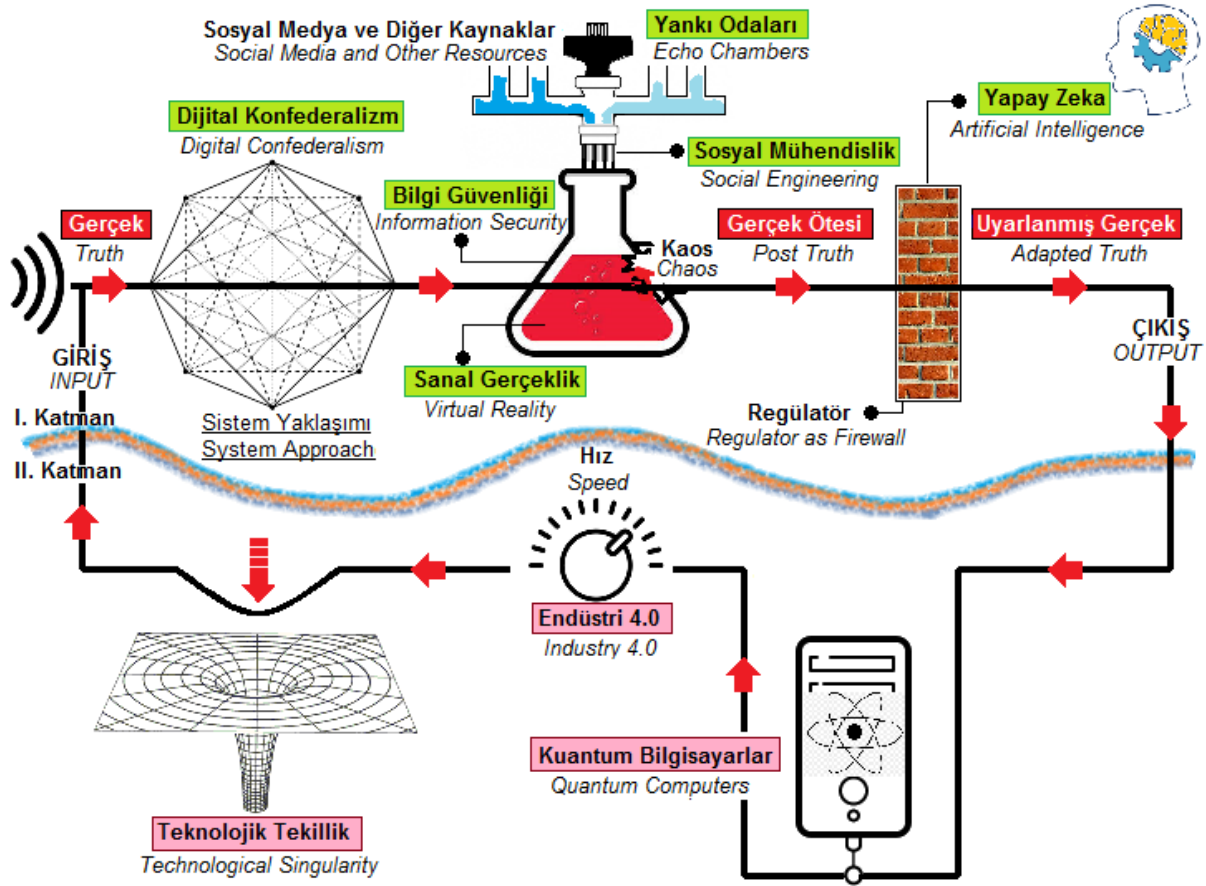 Sosyal Medya ve Diğer Kaynaklar
Social Media and Other Resources
Yankı Odaları
Echo Chambers
Yapay Zeka
Artificial Intelligence
Dijital Konfederalizm
Digital Confederalism
Sosyal Mühendislik
Social Engineering
Bilgi Güvenliği
Information Security
Gerçek
Truth
Kaos
Chaos
Gerçek Ötesi
Post Truth
Uyarlanmış Gerçek
Adapted Truth
GİRİŞ
INPUT
ÇIKIŞ
OUTPUT
Sanal Gerçeklik
Virtual Reality
Regülatör
Regulator as Firewall
Sistem Yaklaşımı
System Approach
I. Katman
II. Katman
Hız
Speed
Endüstri 4.0
Industry 4.0
Kuantum Bilgisayarlar
Quantum Computers
Teknolojik Tekillik
Technological Singularity